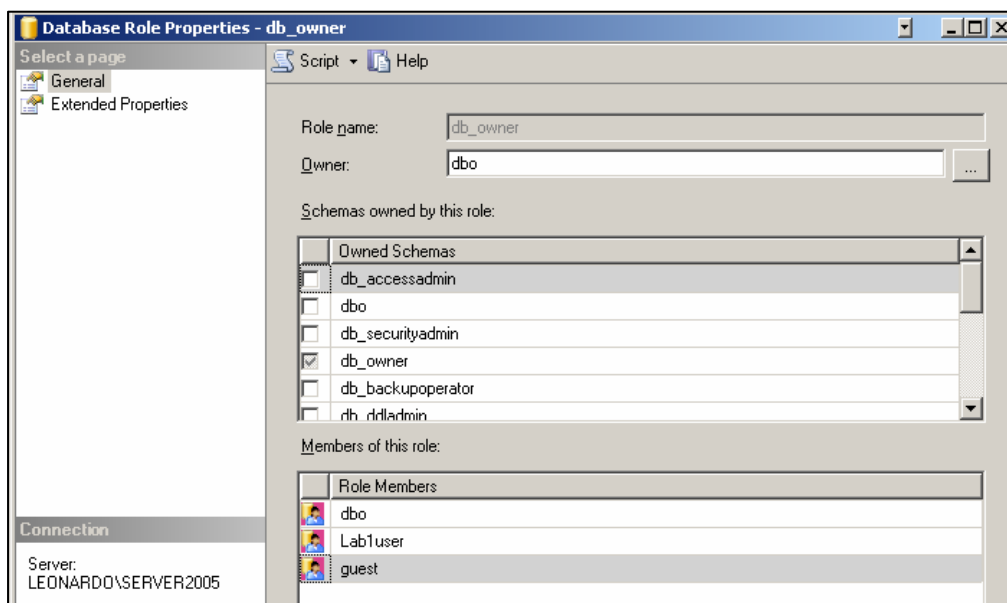 Database Role Properties - db_owner
Select a page
General
Extended Properties
Script
Help
Role name:
db_owner
Owner:
dbo
...
Schemas owned by this role:
Owned Schemas
db_accessadmin
dbo
db_securityadmin
db_owner
db_backupoperator
db_ddladmin
Members of this role:
Role Members
dbo
Lab1user
guest
Connection
Server:
LEONARDO\SERVER2005